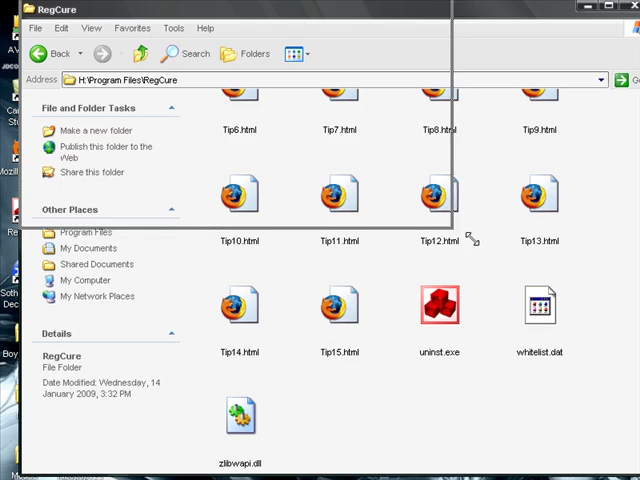 RegCure
File Edit View Favorites Tools Help
Back Search Folders
Address H:\Program Files\RegCure
File and Folder Tasks
Make a new folder
Publish this folder to the
Web
Share this folder
Other Places
Program Files
My Documents
Shared Documents
My Computer
My Network Places
Details
RegCure
File Folder
Date Modified: Wednesday, 14
January 2009, 3:32 PM
Tip6.html Tip7.html Tip8.html Tip9.html
Tip10.html Tip11.html Tip12.html Tip13.html
Tip14.html Tip15.html uninst.exe whitelist.dat
zlibwapi.dll